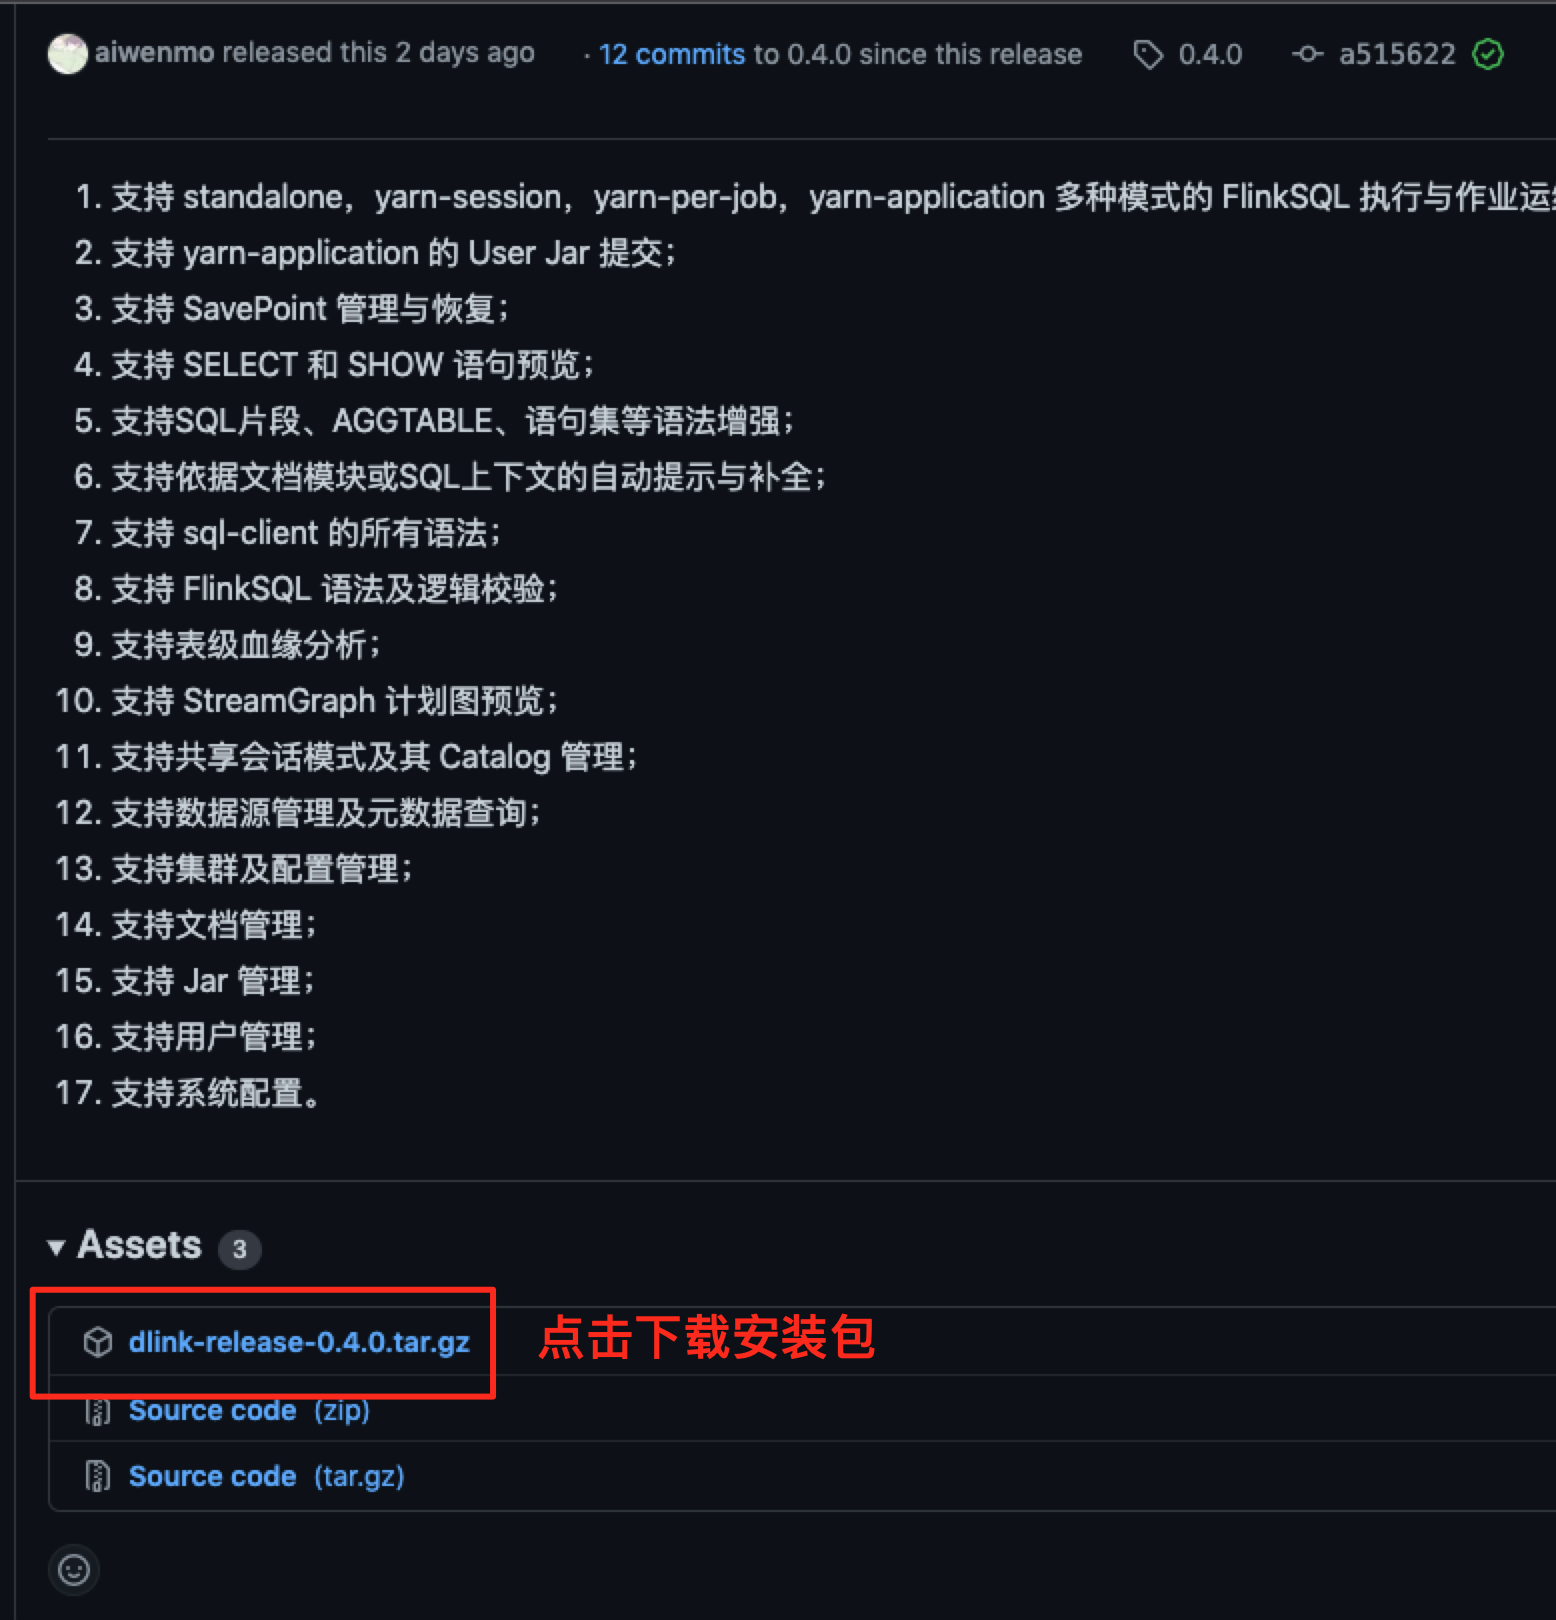 aiwenmo released this 2 days ago · 12 commits to 0.4.0 since this release 0.4.0 a515622
1. 支持 standalone，yarn-session，yarn-per-job，yarn-application 多种模式的 FlinkSQL 执行与作业运
2. 支持 yarn-application 的 User Jar 提交；
3. 支持 SavePoint 管理与恢复；
4. 支持 SELECT 和 SHOW 语句预览；
5. 支持SQL片段、AGGTABLE、语句集等语法增强；
6. 支持依据文档模块或SQL上下文的自动提示与补全；
7. 支持 sql-client 的所有语法；
8. 支持 FlinkSQL 语法及逻辑校验；
9. 支持表级血缘分析；
10. 支持 StreamGraph 计划图预览；
11. 支持共享会话模式及其 Catalog 管理；
12. 支持数据源管理及元数据查询；
13. 支持集群及配置管理；
14. 支持文档管理；
15. 支持 Jar 管理；
16. 支持用户管理；
17. 支持系统配置。
Assets 3
dlink-release-0.4.0.tar.gz 点击下载安装包
Source code (zip)
Source code (tar.gz)